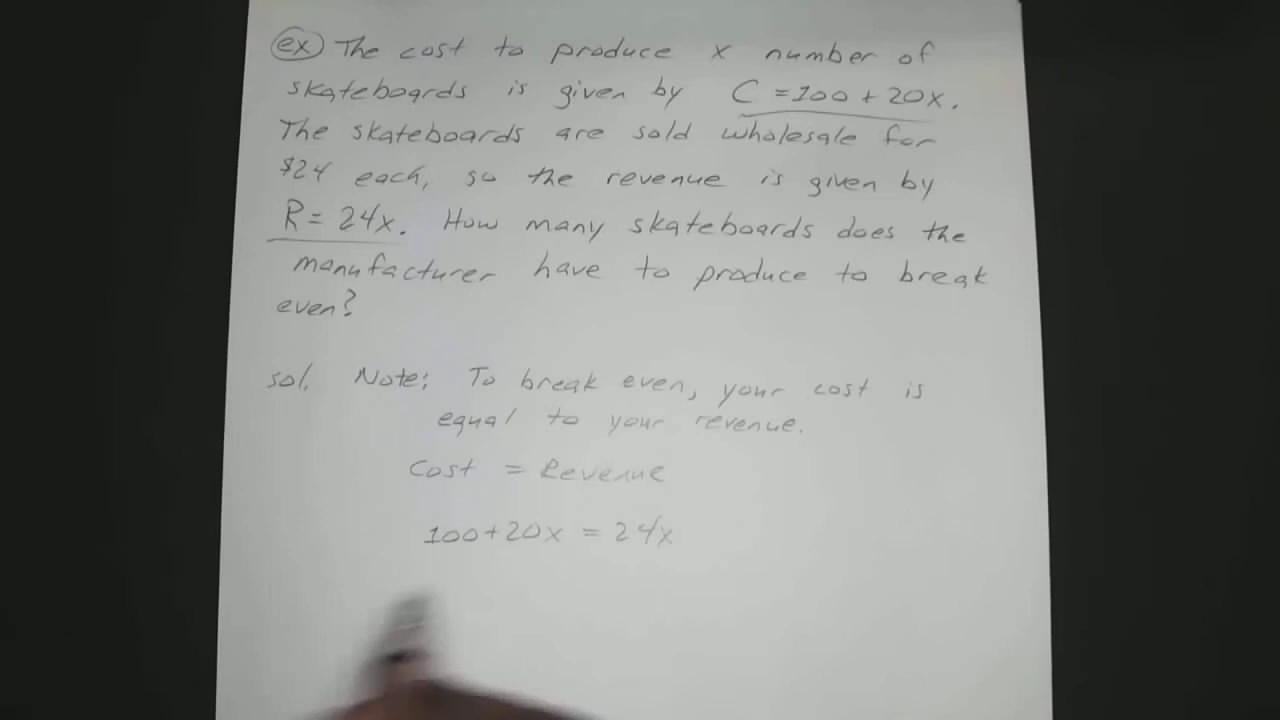 ex The cost to produce x number of
skateboards is given by C = 100 + 20x.
The skateboards are sold wholesale for
$24 each, so the revenue is given by
R = 24x. How many skateboards does the
manufacturer have to produce to break
even?
sol. Note: To break even, your cost is
equal to your revenue.
Cost = Revenue
100+20x = 24x